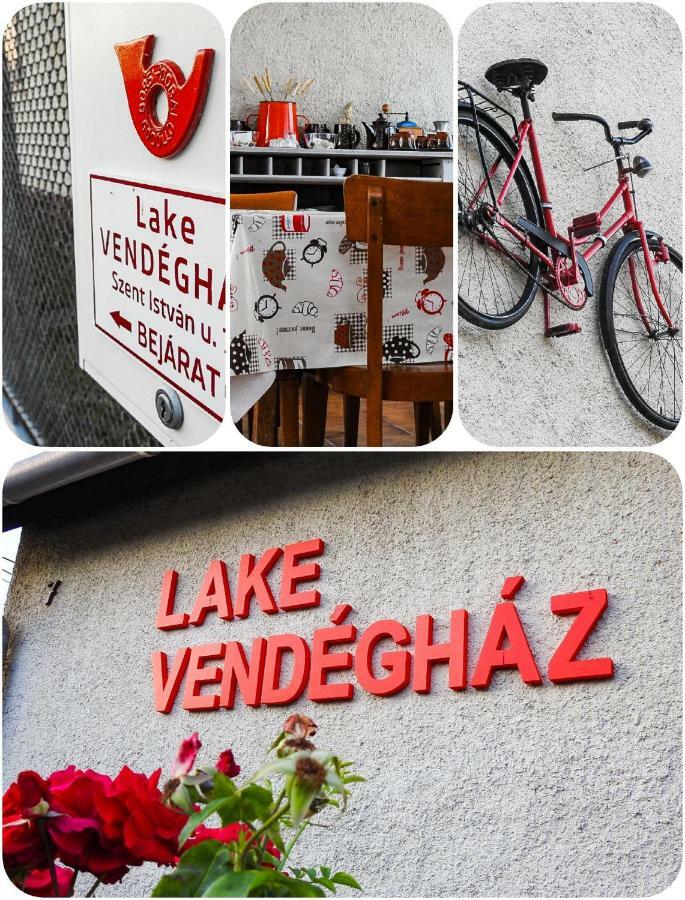 Lake
VENDÉGHÁ
Szent István u.
BEJÁRAT
LAKE
VENDÉGHÁZ